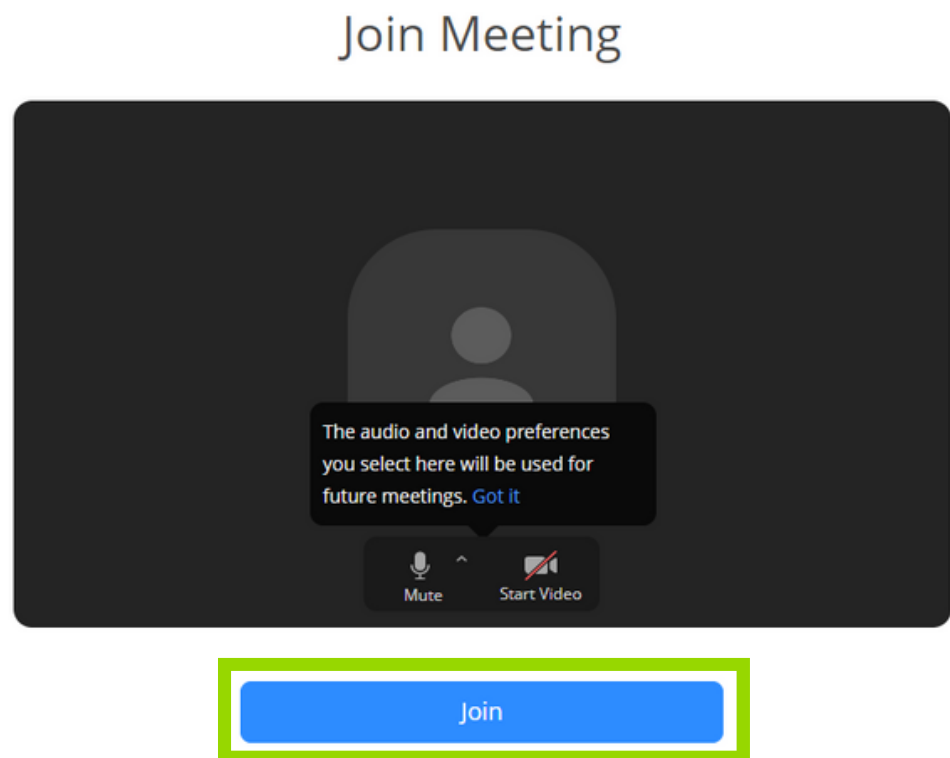 Join Meeting
The audio and video preferences
you select here will be used for
future meetings. Got it
Mute
Start Video
Join